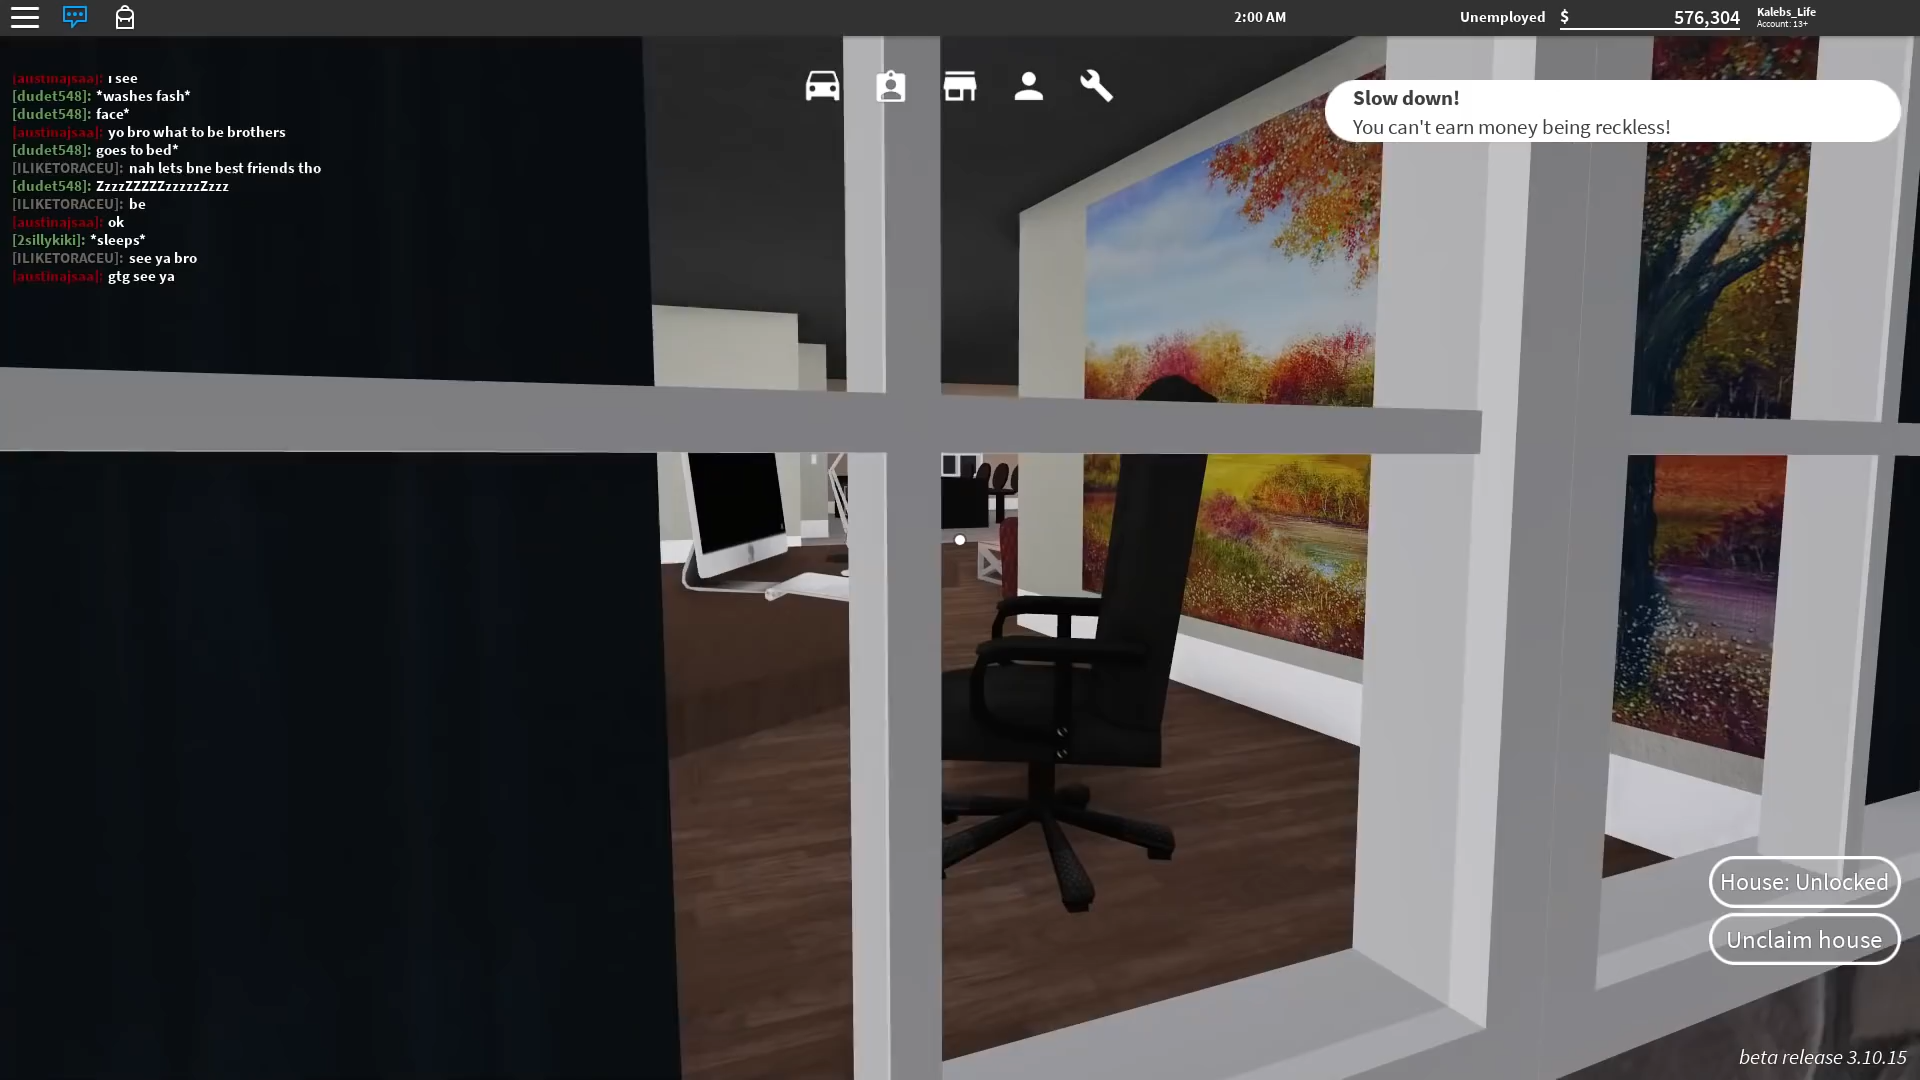 2:00 AM
Unemployed
$ 576,304
Kalebs_Life
Account: 13+
[austinajsaa]: i see
[dudet548]: *washes fash*
[dudet548]: face*
[austinajsaa]: yo bro what to be brothers
[dudet548]: goes to bed*
[ILIKETORACEU]: nah lets bne best friends tho
[dudet548]: ZzzzZZZZZzzzzzZzzz
[ILIKETORACEU]: be
[austinajsaa]: ok
[2sillykiki]: *sleeps*
[ILIKETORACEU]: see ya bro
[austinajsaa]: gtg see ya
Slow down!
You can't earn money being reckless!
House: Unlocked
Unclaim house
beta release 3.10.15